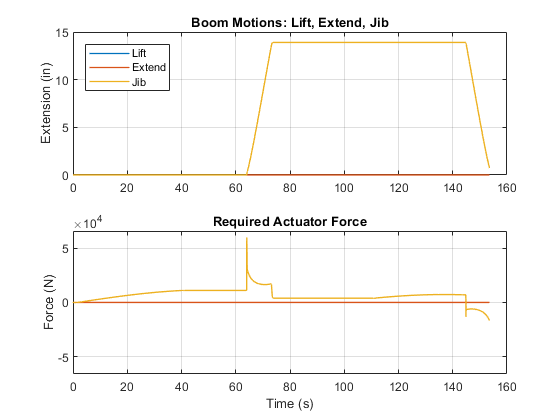 Boom Motions: Lift, Extend, Jib
Extension (in)
15
10
5
0
Lift
Extend
Jib
0 20 40 60 80 100 120 140 160
×10⁴
Required Actuator Force
Force (N)
5
0
-5
0 20 40 60 80 100 120 140 160
Time (s)